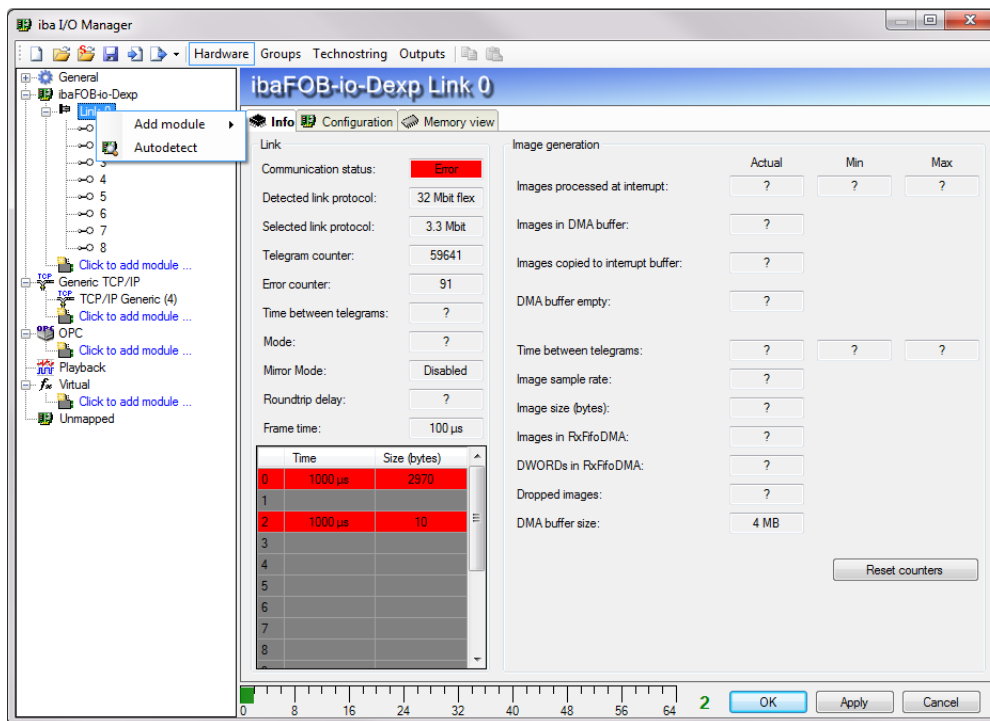 iba I/O Manager
Hardware Groups Technostring Outputs
General
ibaFOB-io-Dexp
Add module
Autodetect
4
5
6
7
8
Click to add module ...
Generic TCP/IP
TCP/IP Generic (4)
Click to add module ...
OPC
Click to add module ...
Playback
Virtual
Click to add module ...
Unmapped
ibaFOB-io-Dexp Link 0
Info Configuration Memory view
Link
Communication status: Error
Detected link protocol: 32 Mbit flex
Selected link protocol: 3.3 Mbit
Telegram counter: 59641
Error counter: 91
Time between telegrams: ?
Mode: ?
Mirror Mode: Disabled
Roundtrip delay: ?
Frame time: 100 µs
Time Size (bytes)
0 1000 µs 2970
1
2 1000 µs 10
3
4
5
6
7
8
Image generation
Actual Min Max
Images processed at interrupt: ? ? ?
Images in DMA buffer: ?
Images copied to interrupt buffer: ?
DMA buffer empty: ?
Time between telegrams: ? ? ?
Image sample rate: ?
Image size (bytes): ?
Images in RxFifoDMA: ?
DWORDs in RxFifoDMA: ?
Dropped images: ?
DMA buffer size: 4 MB
Reset counters
0 8 16 24 32 40 48 56 64 2 OK Apply Cancel